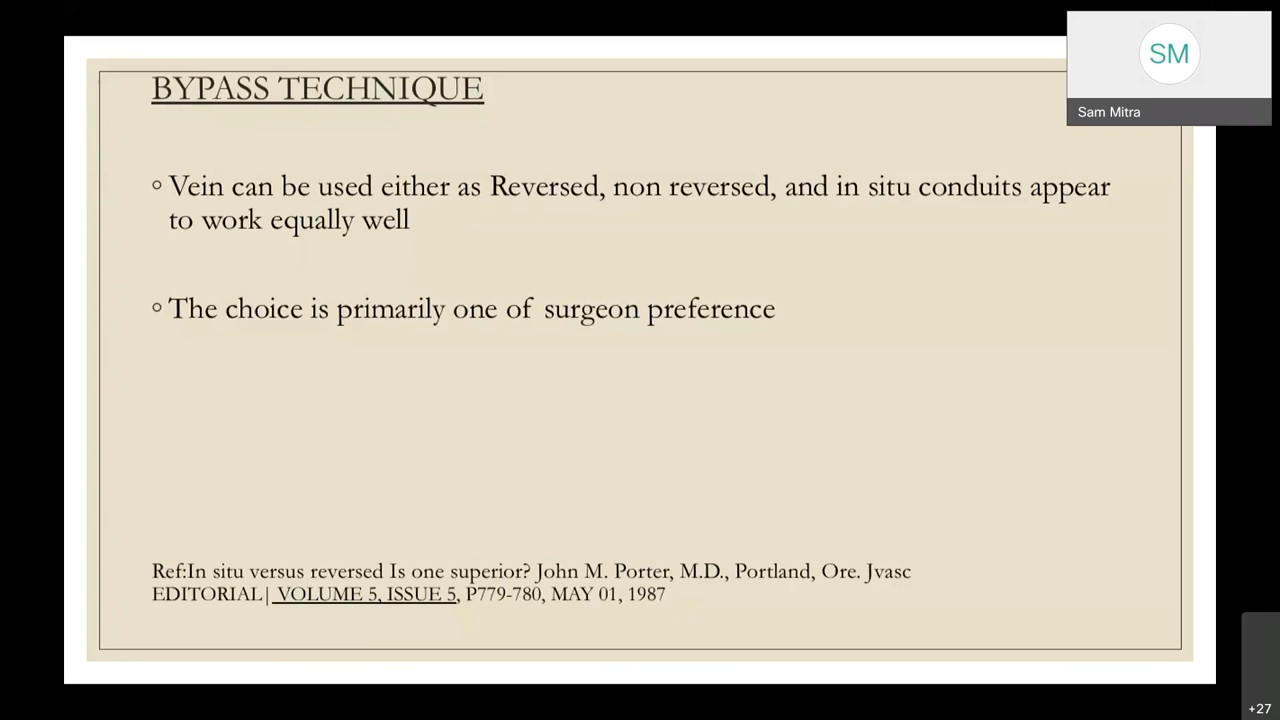 BYPASS TECHNIQUE
SM
Sam Mitra
◦ Vein can be used either as Reversed, non reversed, and in situ conduits appear
to work equally well
◦ The choice is primarily one of surgeon preference
Ref:In situ versus reversed Is one superior? John M. Porter, M.D., Portland, Ore. Jvasc
EDITORIAL| VOLUME 5, ISSUE 5, P779-780, MAY 01, 1987
+27